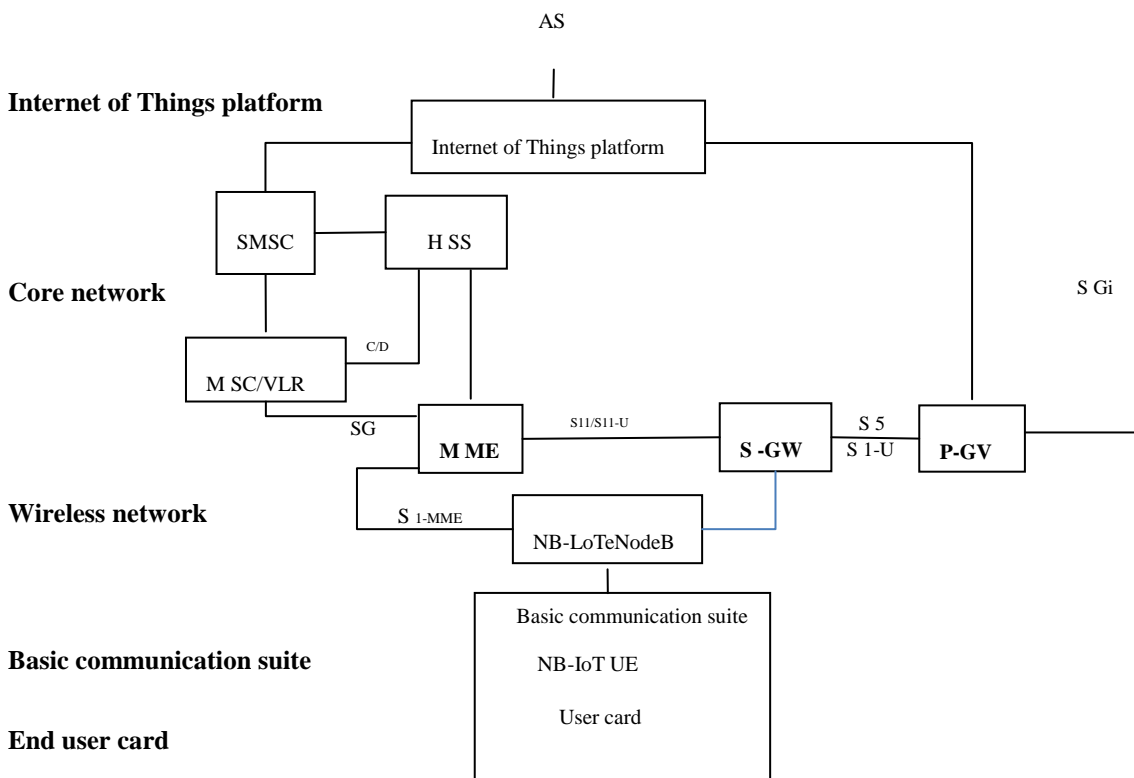 AS
Internet of Things platform
Internet of Things platform
SMSC
H SS
Core network
S Gi
C/D
M SC/VLR
SG
M ME
S11/S11-U
S -GW
S 5
S 1-U
P-GV
Wireless network
S 1-MME
NB-LoTeNodeB
Basic communication suite
Basic communication suite
NB-IoT UE
User card
End user card